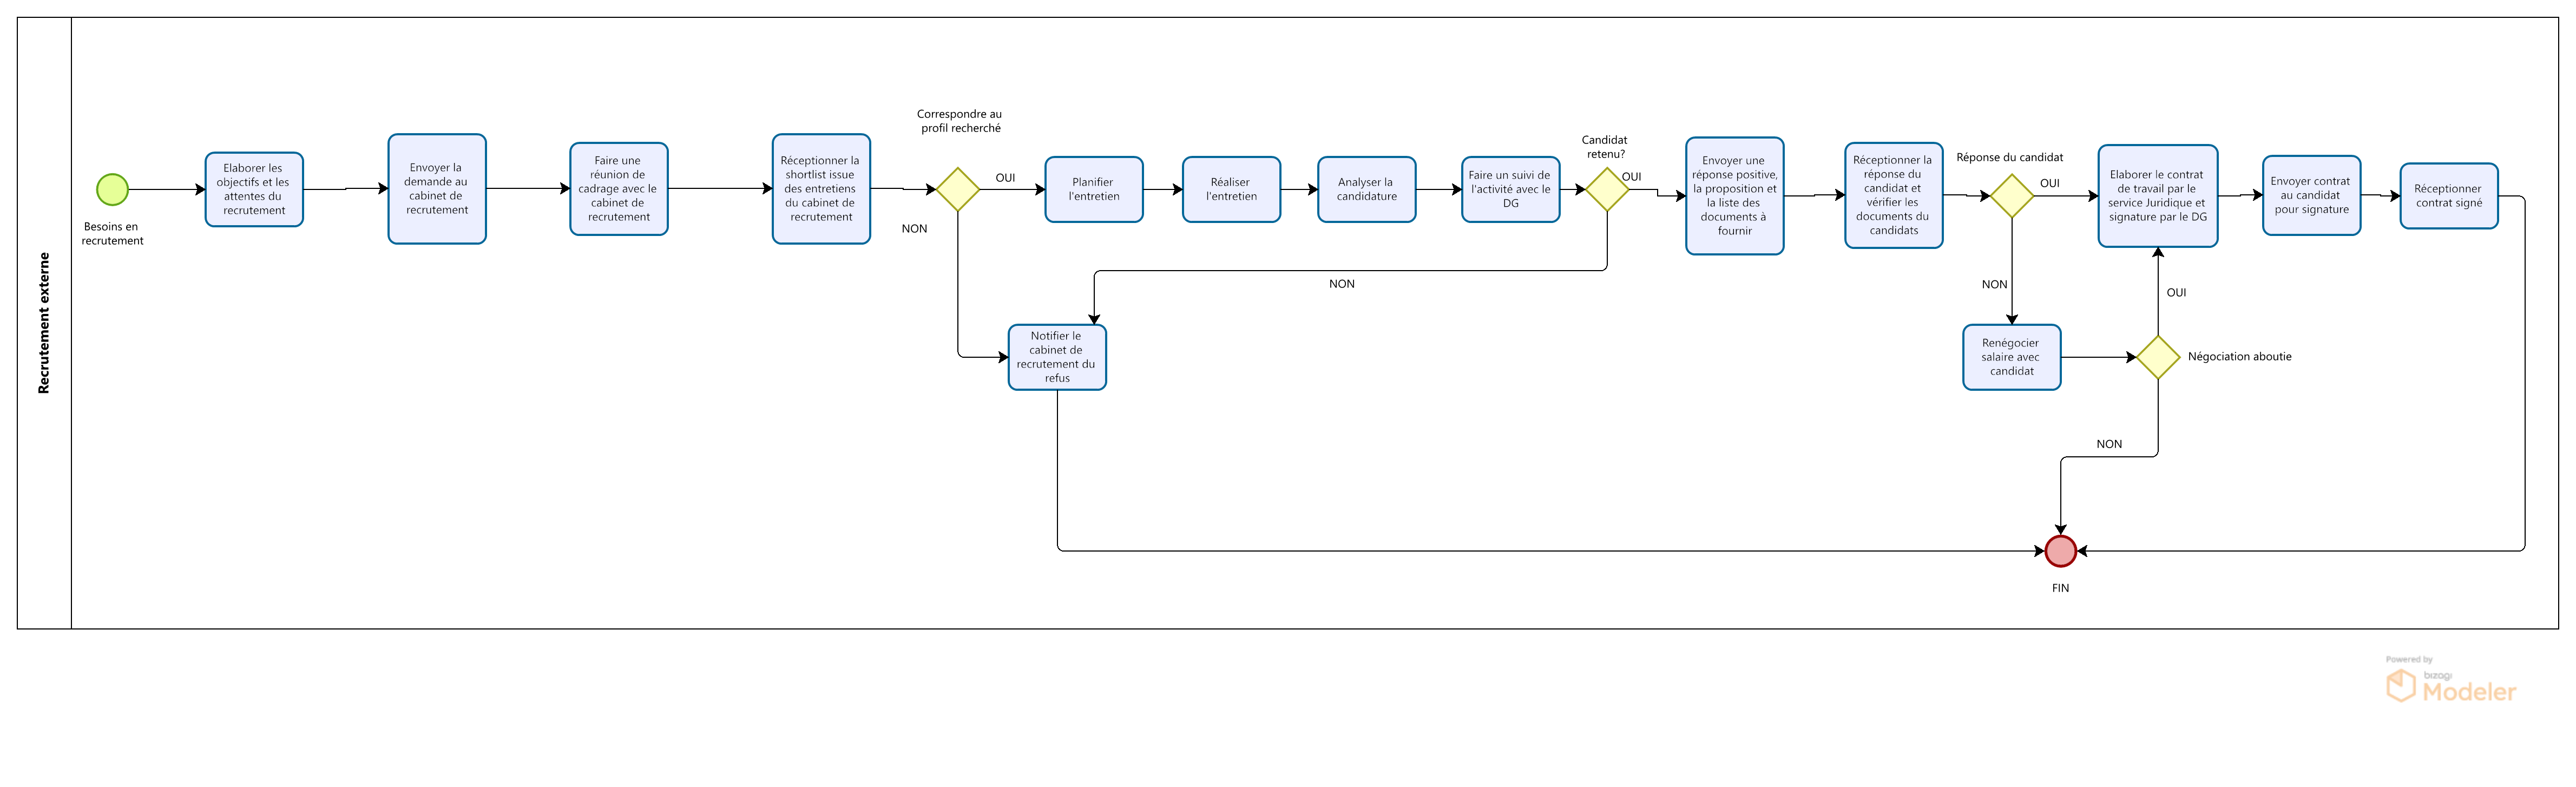 Recrutement externe
Besoins en
recrutement
Elaborer les
objectifs et les
attentes du
recrutement
Envoyer la
demande au
cabinet de
recrutement
Faire une
réunion de
cadrage avec le
cabinet de
recrutement
Réceptionner la
shortlist issue
des entretiens
du cabinet de
recrutement
Correspondre au
profil recherché
OUI
NON
Planifier
l'entretien
Réaliser
l'entretien
Analyser la
candidature
Faire un suivi de
l'activité avec le
DG
Candidat
retenu?
OUI
NON
Notifier le
cabinet de
recrutement du
refus
Envoyer une
réponse positive,
la proposition et
la liste des
documents à
fournir
Réceptionner la
réponse du
candidat et
vérifier les
documents du
candidats
Réponse du candidat
OUI
NON
Renégocier
salaire avec
candidat
Négociation aboutie
OUI
NON
Elaborer le contrat
de travail par le
service Juridique et
signature par le DG
Envoyer contrat
au candidat
pour signature
Réceptionner
contrat signé
FIN
Powered by
bizagi
Modeler